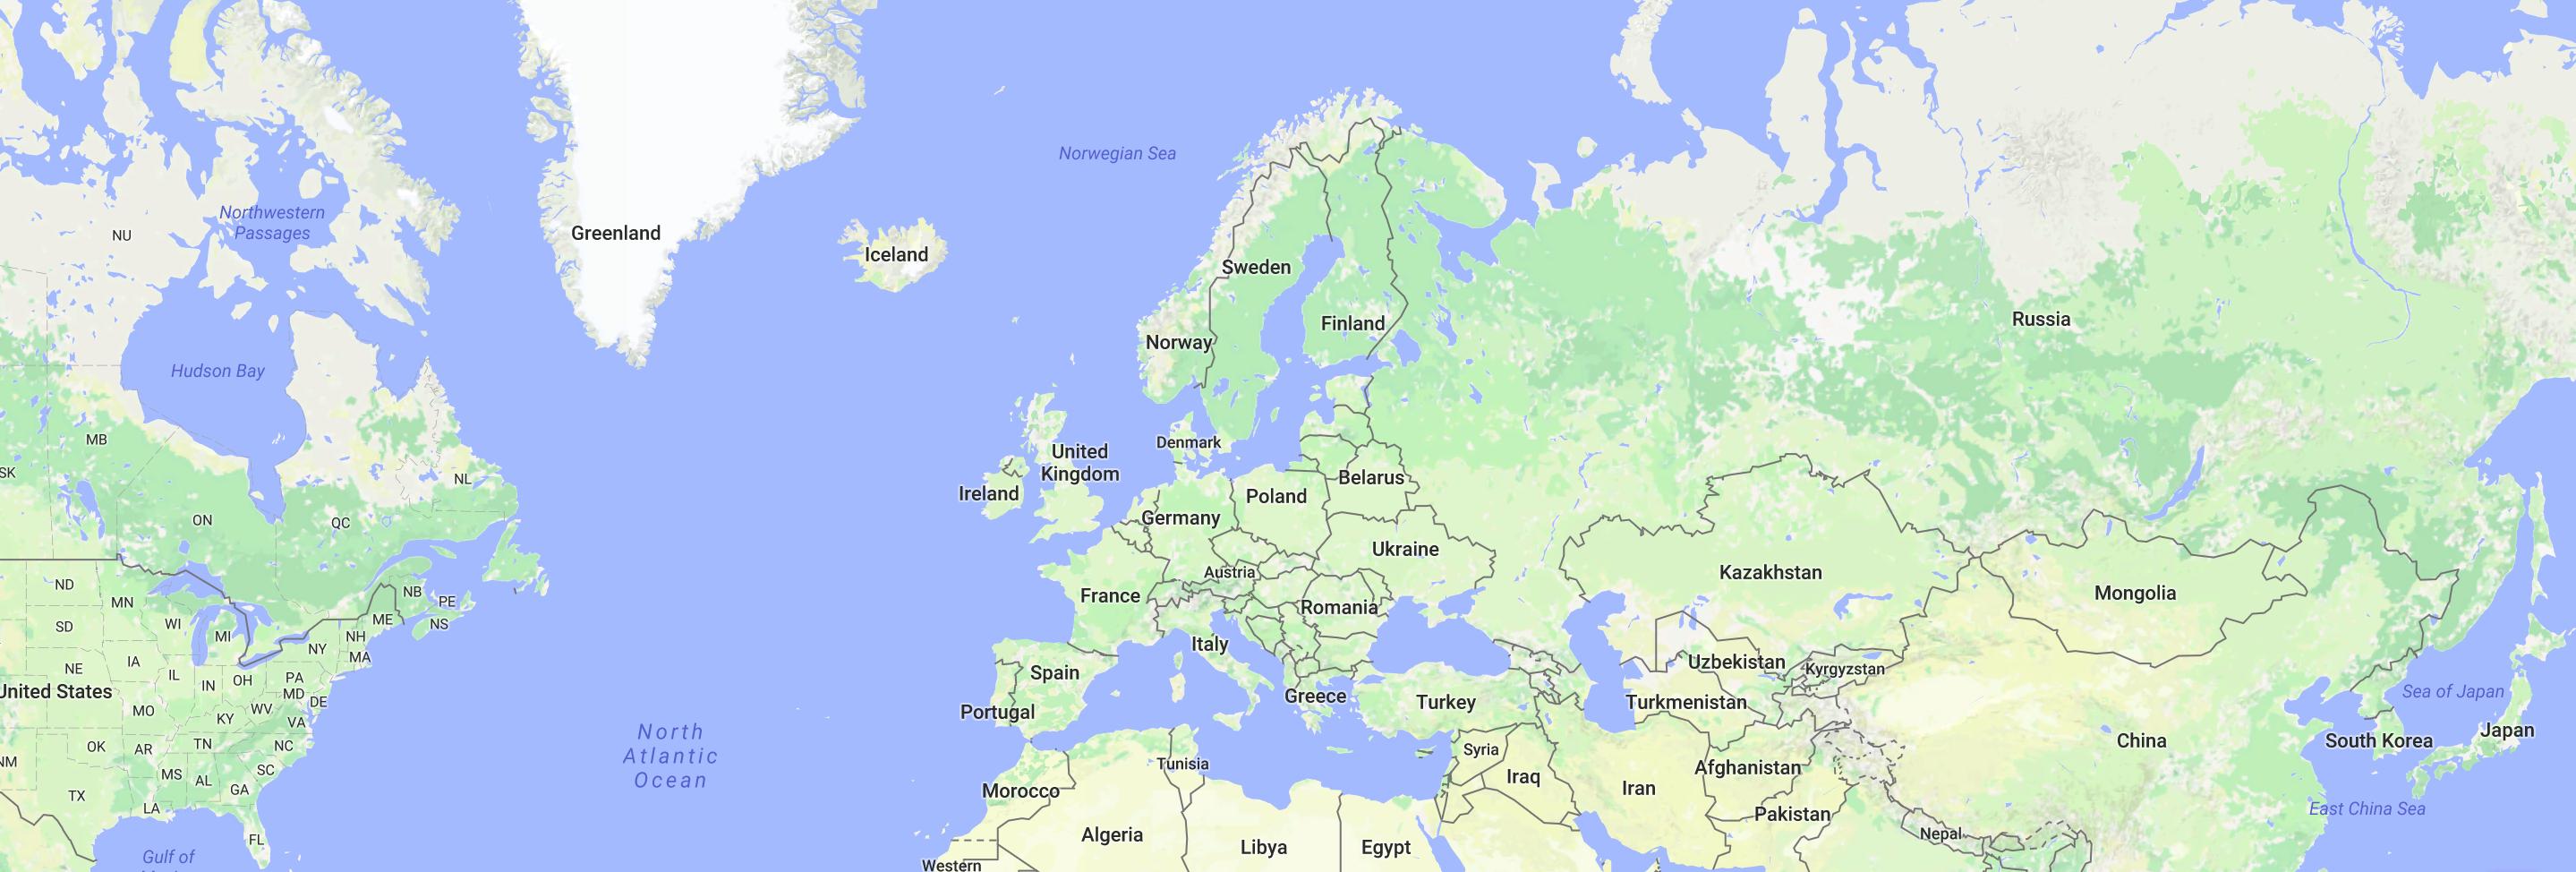 Norwegian Sea
Northwestern
Passages
NU
Greenland
Iceland
Sweden
Finland
Norway
Russia
Hudson Bay
MB
SK
NL
ON
QC
Denmark
United
Kingdom
Ireland
Belarus
Poland
Germany
Ukraine
Austria
France
Romania
Kazakhstan
Mongolia
ND
MN
NB
PE
SD
WI
MI
ME
NS
NH
NY
MA
NE
IA
IL
IN
OH
PA
MD
DE
United States
MO
KY
WV
VA
OK
AR
TN
NC
NM
MS
AL
SC
TX
GA
LA
FL
Gulf of
North
Atlantic
Ocean
Italy
Spain
Portugal
Greece
Turkey
Uzbekistan
Kyrgyzstan
Turkmenistan
Syria
Iraq
Iran
Afghanistan
Pakistan
Nepal
China
South Korea
Sea of Japan
Japan
East China Sea
Tunisia
Morocco
Algeria
Libya
Egypt
Western